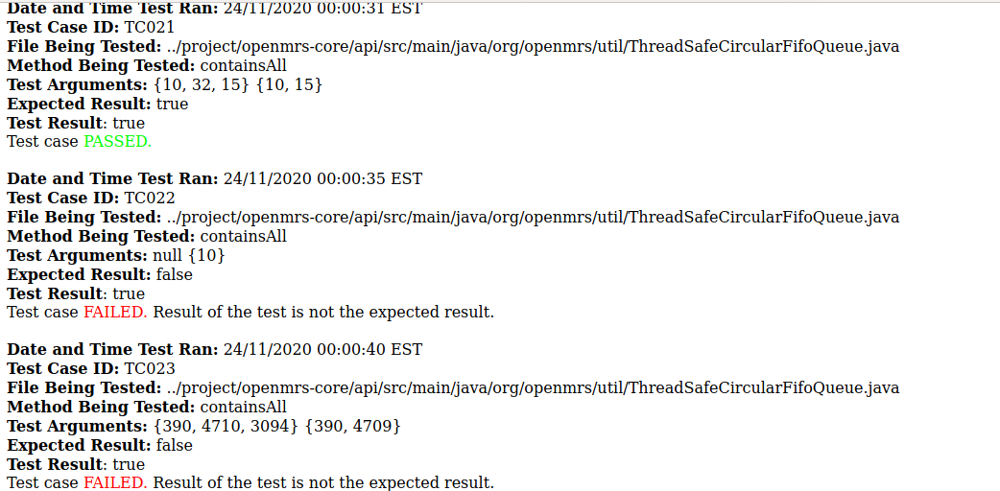 Date and Time Test Ran: 24/11/2020 00:00:31 EST
Test Case ID: TC021
File Being Tested: ../project/openmrs-core/api/src/main/java/org/openmrs/util/ThreadSafeCircularFifoQueue.java
Method Being Tested: containsAll
Test Arguments: {10, 32, 15} {10, 15}
Expected Result: true
Test Result: true
Test case PASSED.
Date and Time Test Ran: 24/11/2020 00:00:35 EST
Test Case ID: TC022
File Being Tested: ../project/openmrs-core/api/src/main/java/org/openmrs/util/ThreadSafeCircularFifoQueue.java
Method Being Tested: containsAll
Test Arguments: null {10}
Expected Result: false
Test Result: true
Test case FAILED. Result of the test is not the expected result.
Date and Time Test Ran: 24/11/2020 00:00:40 EST
Test Case ID: TC023
File Being Tested: ../project/openmrs-core/api/src/main/java/org/openmrs/util/ThreadSafeCircularFifoQueue.java
Method Being Tested: containsAll
Test Arguments: {390, 4710, 3094} {390, 4709}
Expected Result: false
Test Result: true
Test case FAILED. Result of the test is not the expected result.